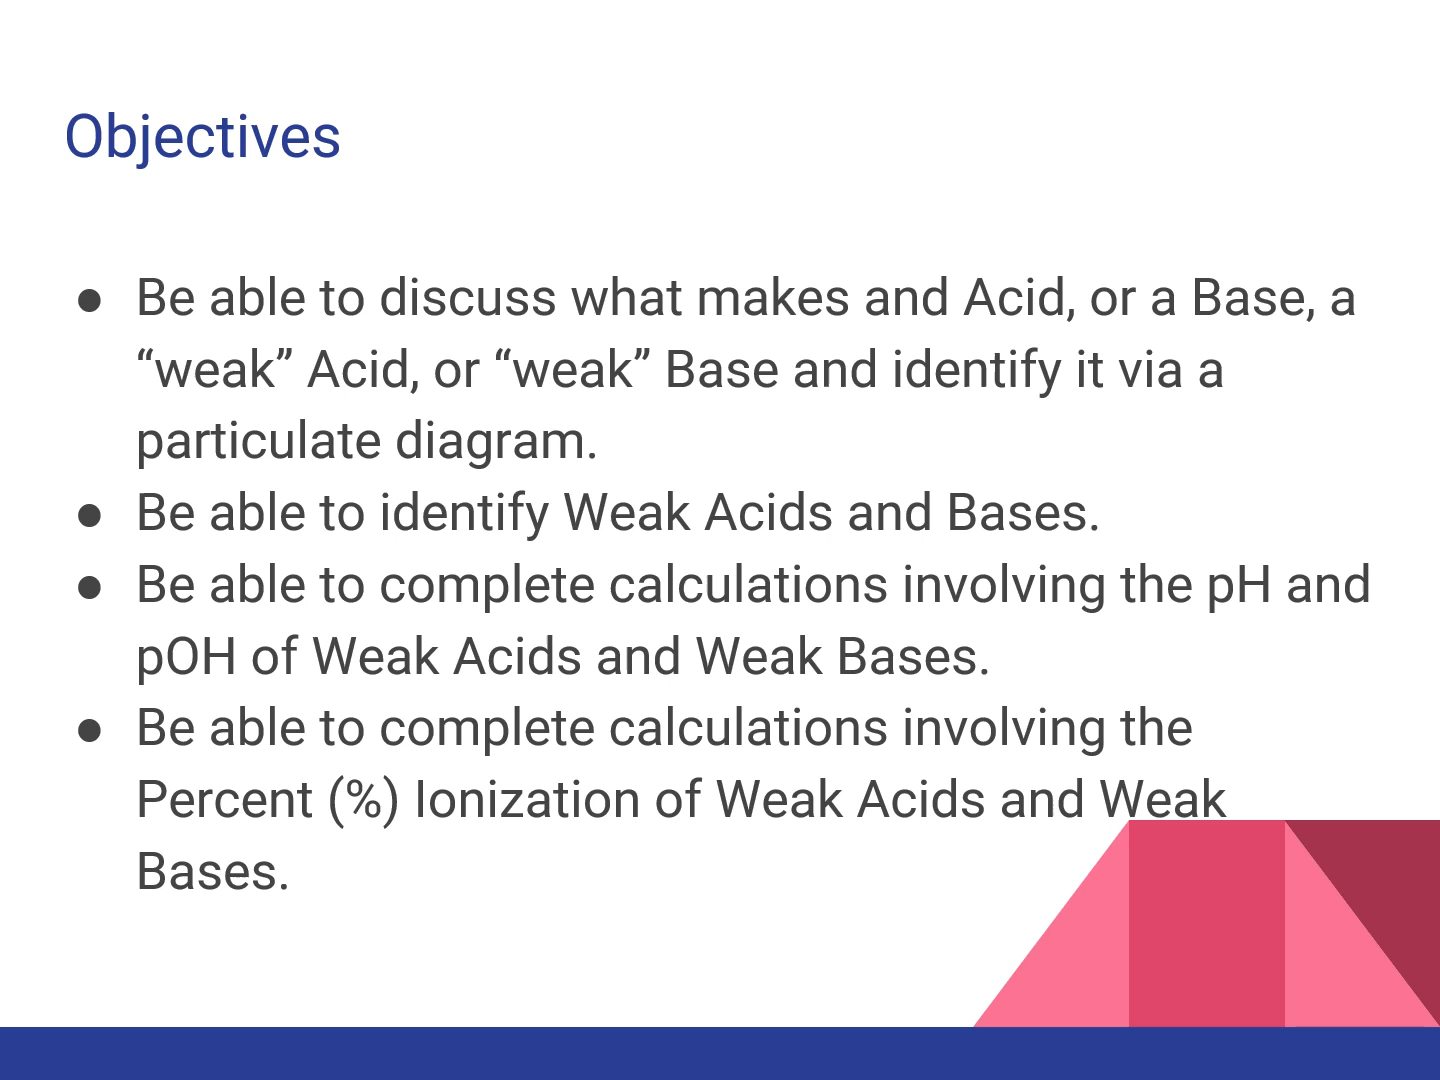 Objectives
● Be able to discuss what makes and Acid, or a Base, a
“weak” Acid, or “weak” Base and identify it via a
particulate diagram.
● Be able to identify Weak Acids and Bases.
● Be able to complete calculations involving the pH and
pOH of Weak Acids and Weak Bases.
● Be able to complete calculations involving the
Percent (%) Ionization of Weak Acids and Weak
Bases.